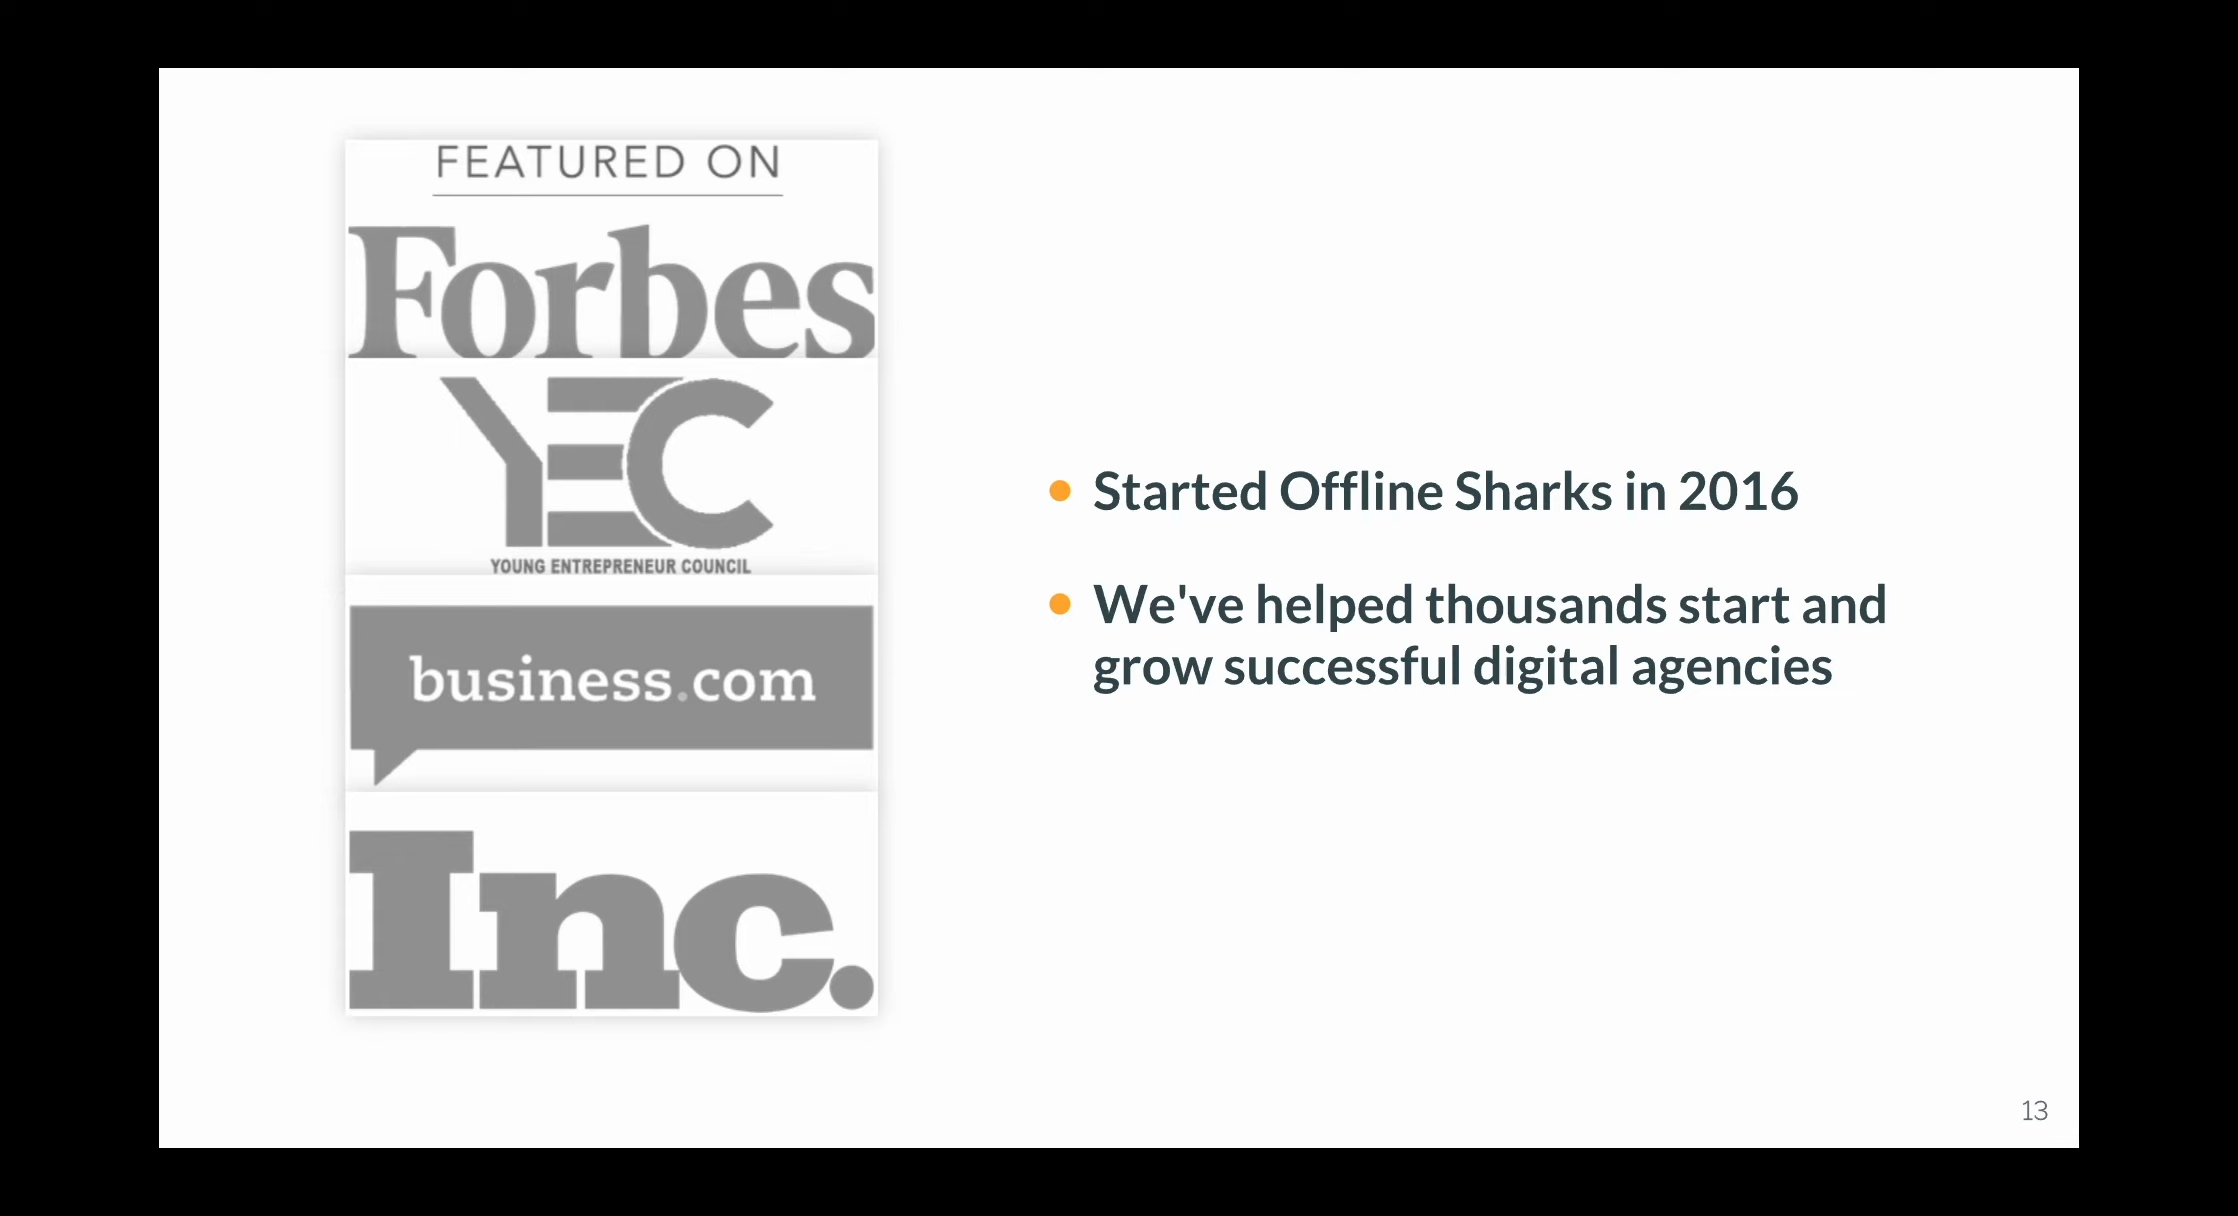 FEATURED ON
Forbes
YEC
YOUNG ENTREPRENEUR COUNCIL
business.com
Inc.
Started Offline Sharks in 2016
We've helped thousands start and
grow successful digital agencies
13